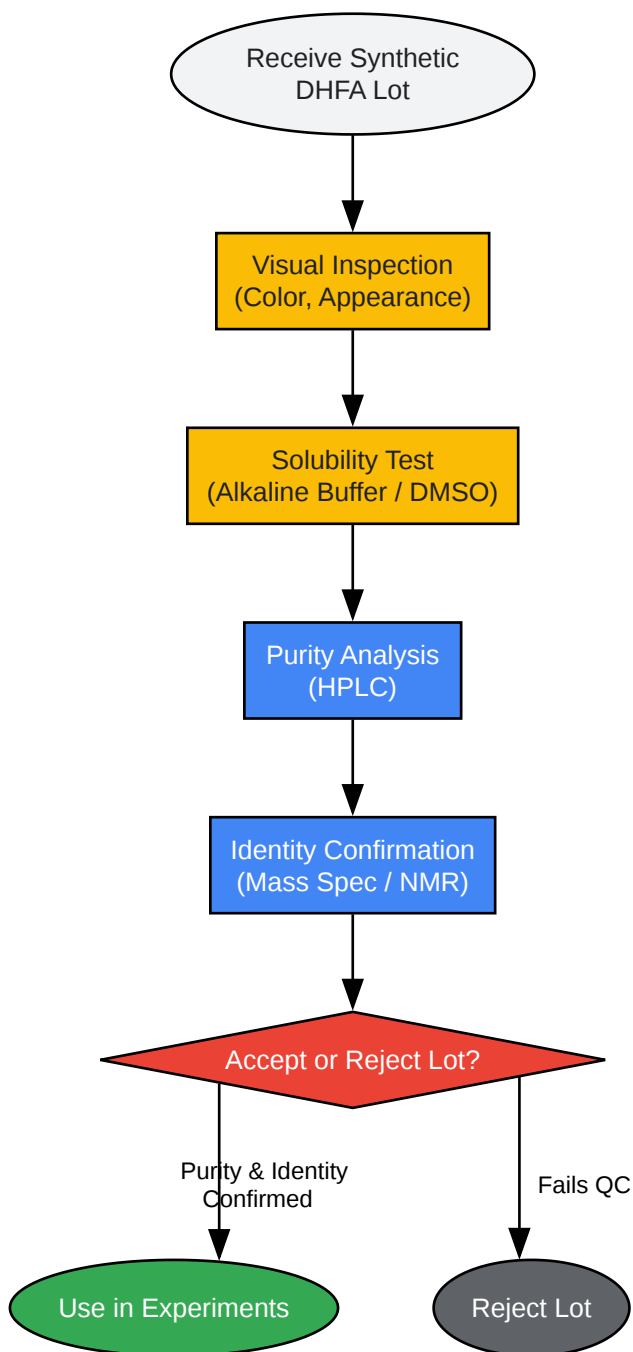 Receive Synthetic
DHFA Lot
Visual Inspection
(Color, Appearance)
Solubility Test
(Alkaline Buffer / DMSO)
Purity Analysis
(HPLC)
Identity Confirmation
(Mass Spec / NMR)
Accept or Reject Lot?
Purity & Identity
Confirmed
Fails QC
Use in Experiments
Reject Lot